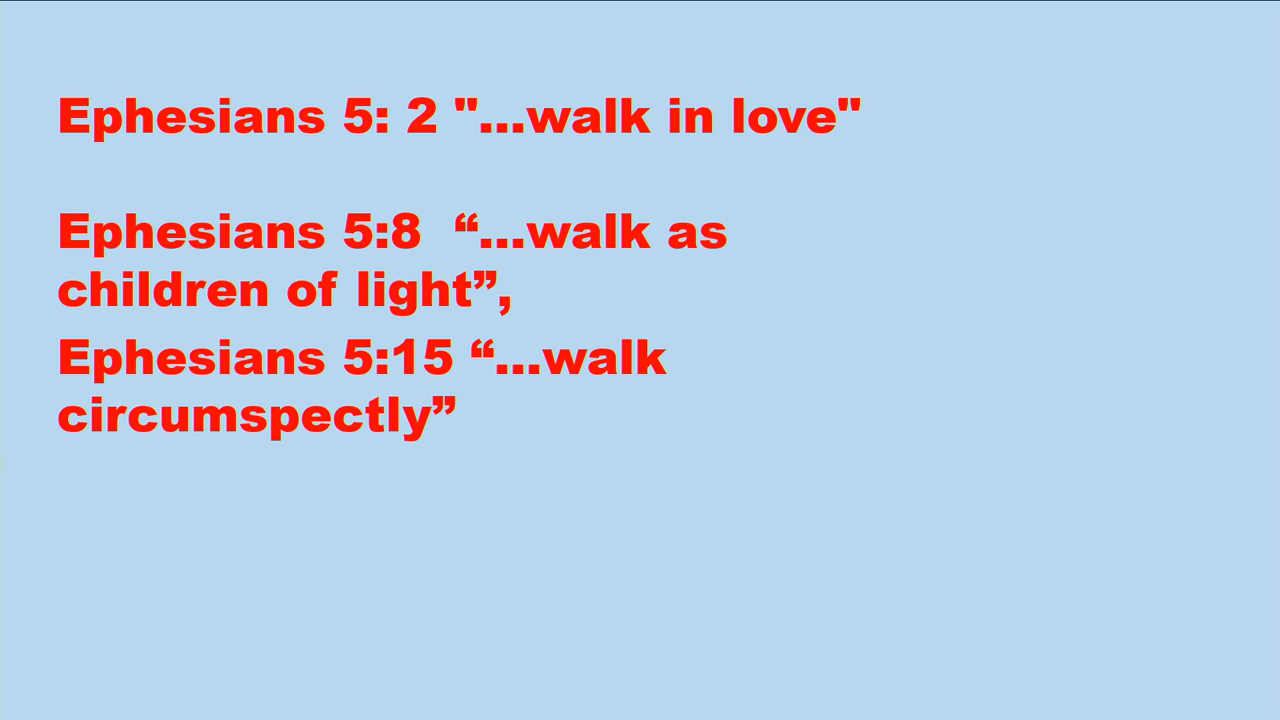 Ephesians 5: 2 "...walk in love"
Ephesians 5:8  “...walk as
children of light”,
Ephesians 5:15 “...walk
circumspectly”